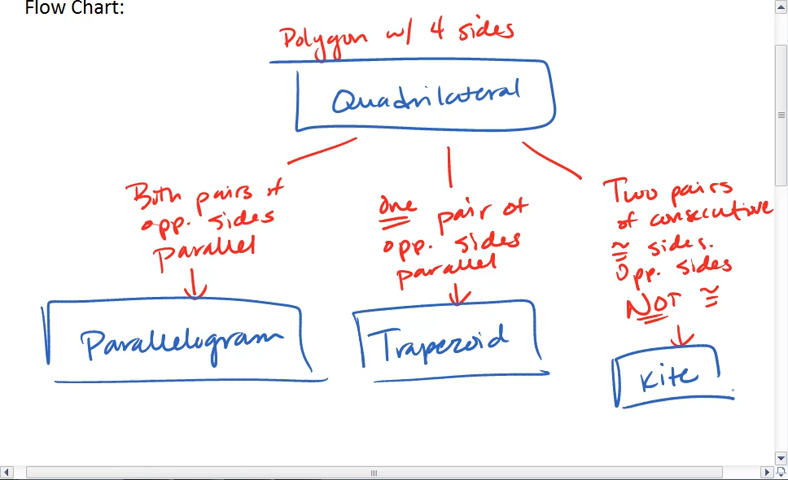 Flow Chart:
Polygon w/ 4 sides
Quadrilateral
Both pairs of
opp. sides
parallel
one pair of
opp. sides
parallel
Two pairs
of consecutive
≅ sides.
Opp. sides
NOT ≅
Parallelogram
Trapezoid
Kite